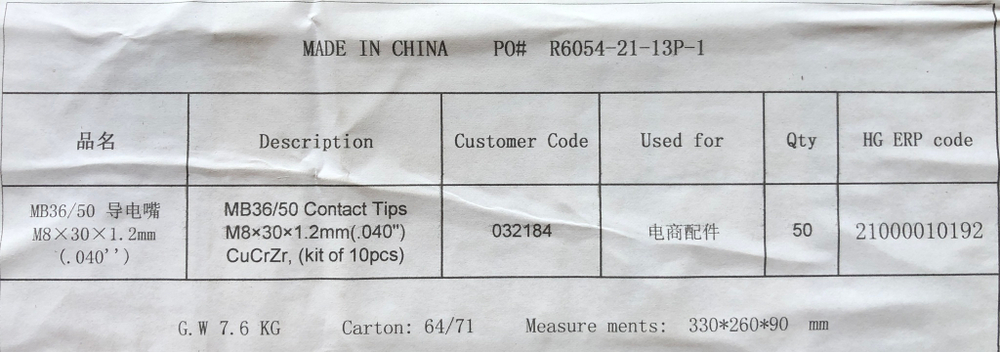 MADE IN CHINA PO# R6054-21-13P-1
品名 Description Customer Code Used for Qty HG ERP code
MB36/50 导电嘴
M8×30×1.2mm
(.040'')
MB36/50 Contact Tips
M8×30×1.2mm(.040")
CuCrZr, (kit of 10pcs)
032184
电商配件
50
21000010192
G.W 7.6 KG Carton: 64/71 Measure ments: 330*260*90 mm